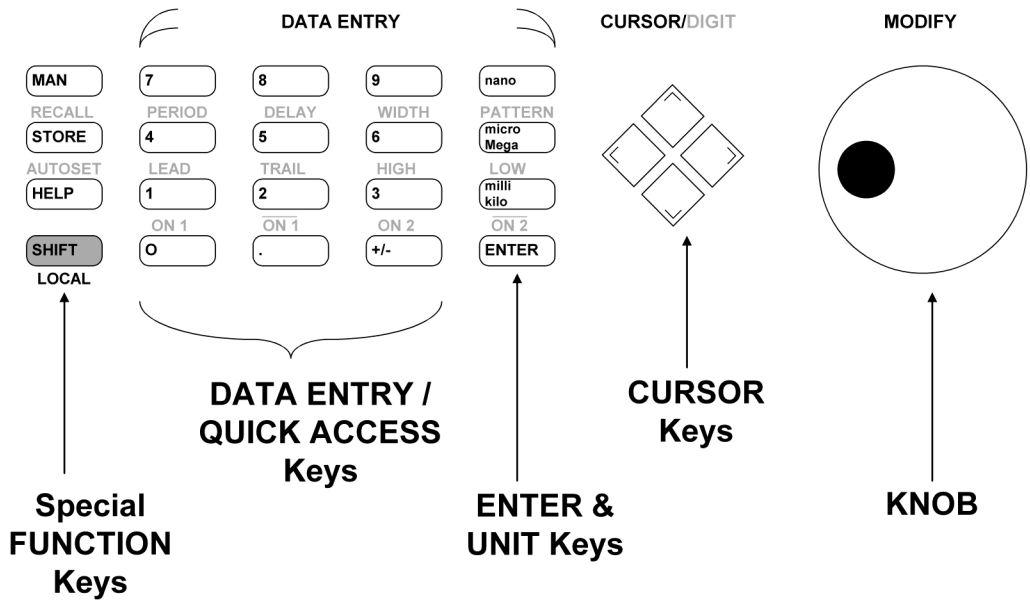 DATA ENTRY CURSOR/DIGIT MODIFY
MAN 7 8 9 nano
RECALL PERIOD DELAY WIDTH PATTERN
STORE 4 5 6 micro
Mega
AUTOSET LEAD TRAIL HIGH LOW
HELP 1 2 3 milli
kilo
ON 1 ON 1 ON 2 ON 2
SHIFT O . +/- ENTER
LOCAL
DATA ENTRY /
QUICK ACCESS
Keys
CURSOR
Keys
Special
FUNCTION
Keys
ENTER &
UNIT Keys
KNOB